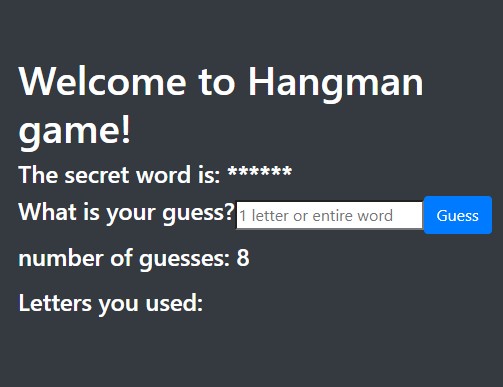 Welcome to Hangman
game!
The secret word is: ******
What is your guess? 1 letter or entire word Guess
number of guesses: 8
Letters you used: